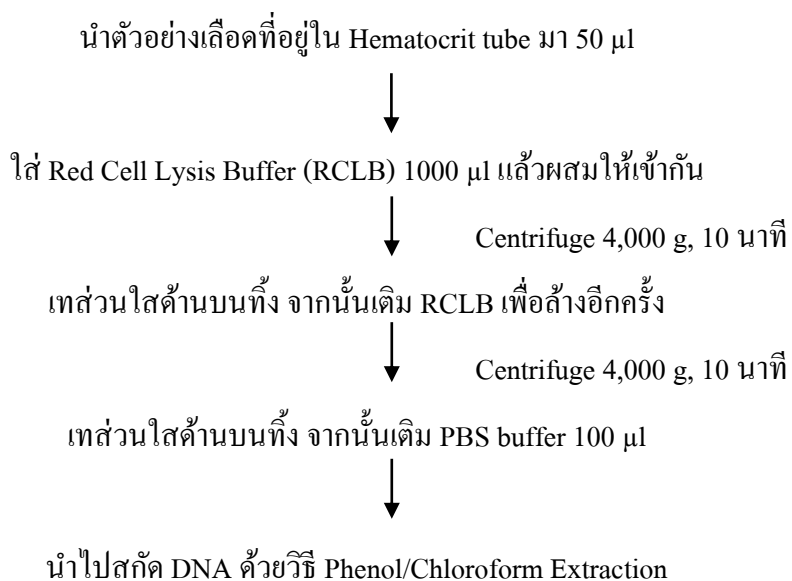 นำตัวอย่างเลือดที่อยู่ใน Hematocrit tube มา 50 µl
ใส่ Red Cell Lysis Buffer (RCLB) 1000 µl แล้วผสมให้เข้ากัน
Centrifuge 4,000 g, 10 นาที
เทส่วนใสด้านบนทิ้ง จากนั้นเติม RCLB เพื่อล้างอีกครั้ง
Centrifuge 4,000 g, 10 นาที
เทส่วนใสด้านบนทิ้ง จากนั้นเติม PBS buffer 100 µl
นำไปสกัด DNA ด้วยวิธี Phenol/Chloroform Extraction